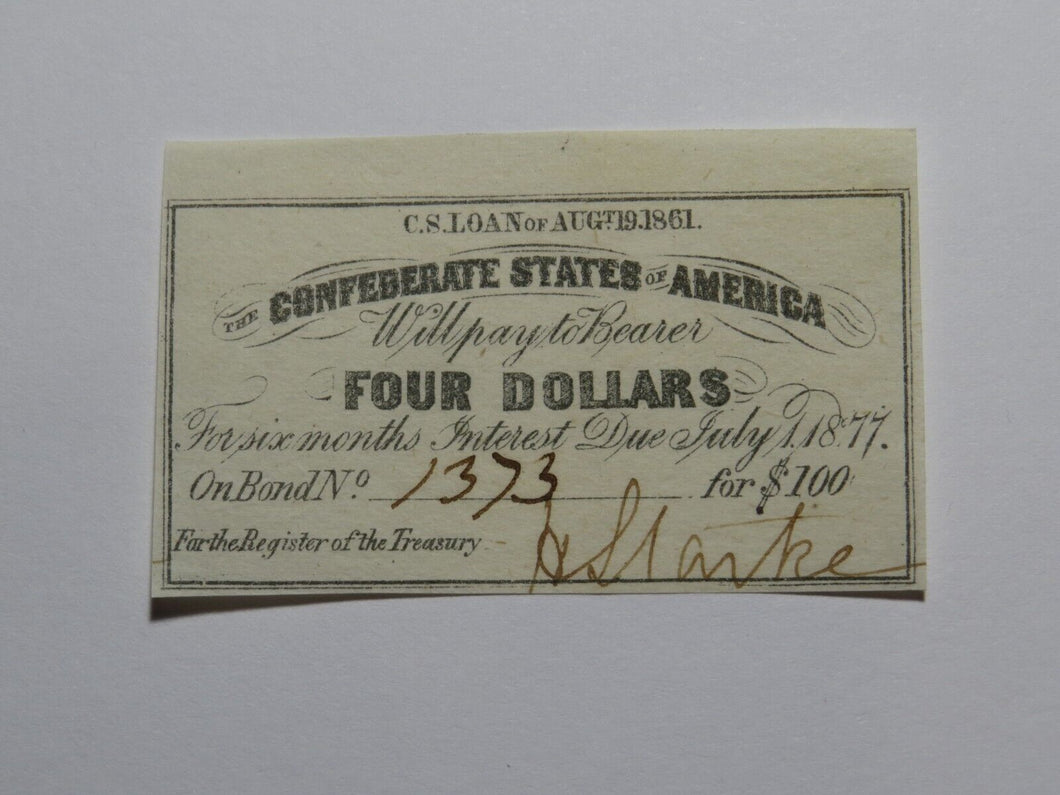 C.S. LOAN OF AUGT. 19. 1861.
THE CONFEDERATE STATES OF AMERICA
Will pay to Bearer
FOUR DOLLARS
For six months Interest Due July 1, 1877.
On Bond No. 1373 for $100
For the Register of the Treasury
H Starke